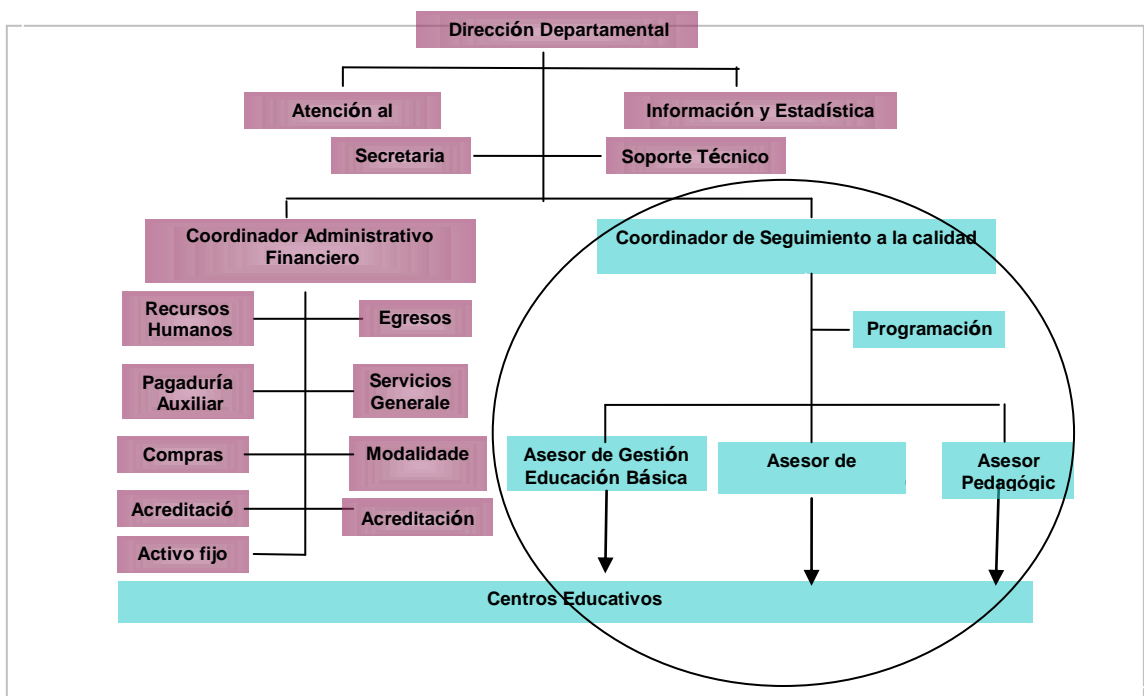 Dirección Departamental
Atención al
Información y Estadística
Secretaria
Soporte Técnico
Coordinador Administrativo
Financiero
Coordinador de Seguimiento a la calidad
Recursos
Humanos
Egresos
Programación
Pagaduría
Auxiliar
Servicios
Generale
Compras
Modalidade
Asesor de Gestión
Educación Básica
Asesor de
Asesor
Pedagógic
Acreditació
Acreditación
Activo fijo
Centros Educativos